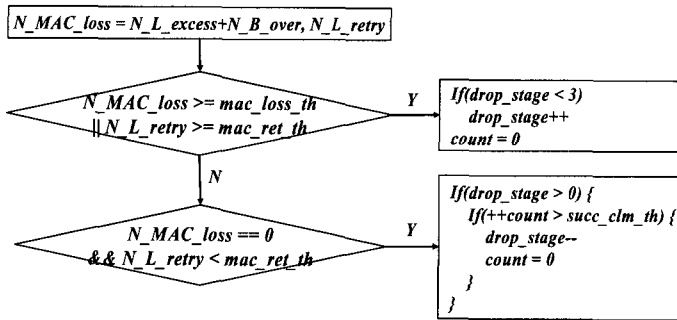 N_MAC_loss = N_L_excess+N_B_over, N_L_retry
N_MAC_loss >= mac_loss_th
|| N_L_retry >= mac_ret_th
Y
If(drop_stage < 3)
drop_stage++
count = 0
N
N_MAC_loss == 0
&& N_L_retry < mac_ret_th
Y
If(drop_stage > 0) {
If(++count > succ_clm_th) {
drop_stage--
count = 0
}
}